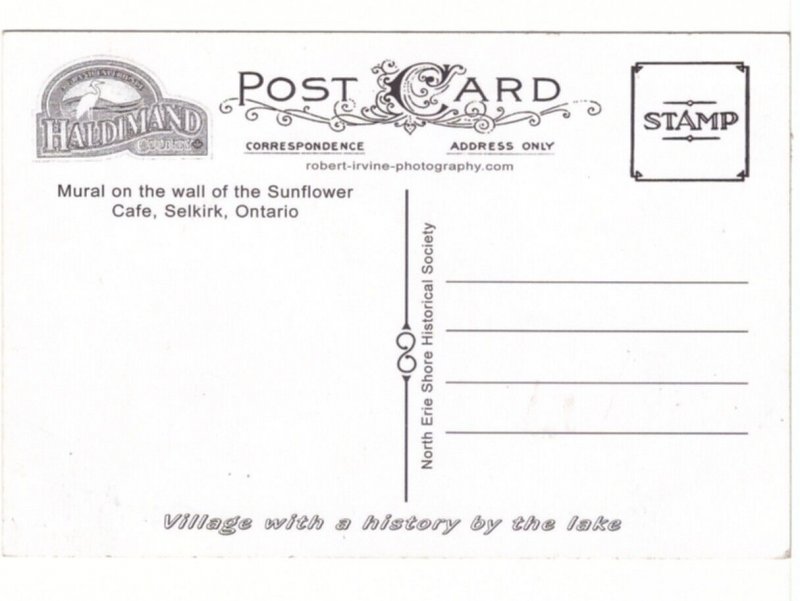 HALDIMAND
COUNTY
POST CARD
CORRESPONDENCE
ADDRESS ONLY
robert-irvine-photography.com
STAMP
Mural on the wall of the Sunflower
Cafe, Selkirk, Ontario
North Erie Shore Historical Society
Village with a history by the lake